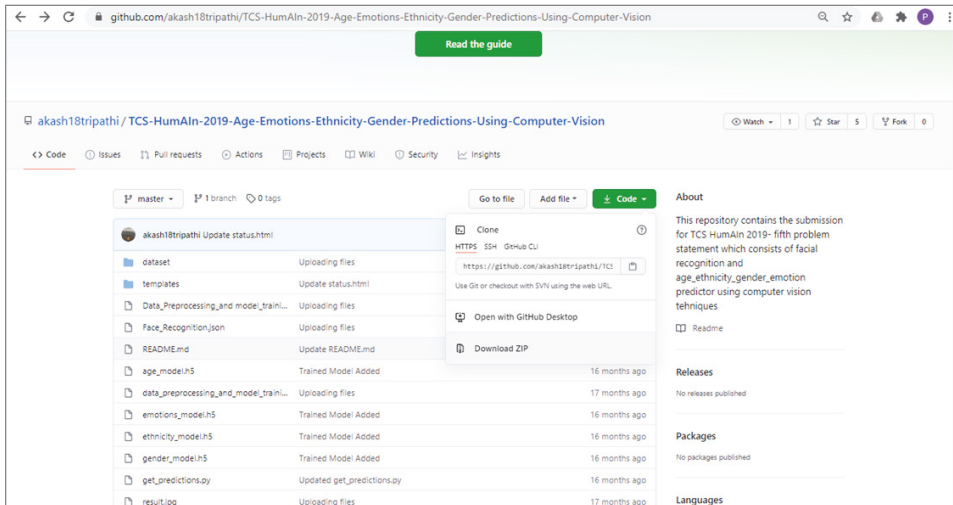 github.com/akash18tripathi/TCS-HumAIn-2019-Age-Emotions-Ethnicity-Gender-Predictions-Using-Computer-Vision
P
Read the guide
akash18tripathi / TCS-HumAIn-2019-Age-Emotions-Ethnicity-Gender-Predictions-Using-Computer-Vision
Watch 1 Star 5 Fork 0
<> Code Issues Pull requests Actions Projects Wiki Security Insights
master 1 branch 0 tags Go to file Add file Code
akash18tripathi Update status.html
dataset Uploading files
templates Update status.html
Data_Preprocessing_and model_traini... Uploading files
Face_Recognition.json Uploading files
README.md Update README.md
age_model.h5 Trained Model Added 16 months ago
data_preprocessing_and_model_traini... Uploading files 17 months ago
emotions_model.h5 Trained Model Added 16 months ago
ethnicity_model.h5 Trained Model Added 16 months ago
gender_model.h5 Trained Model Added 16 months ago
get_predictions.py Updated get_predictions.py 16 months ago
result.jpg Uploading files 17 months ago
Clone
HTTPS SSH GitHub CLI
https://github.com/akash18tripathi/TCS
Use Git or checkout with SVN using the web URL.
Open with GitHub Desktop
Download ZIP
About
This repository contains the submission
for TCS HumAIn 2019- fifth problem
statement which consists of facial
recognition and
age_ethnicity_gender_emotion
predictor using computer vision
tehniques
Readme
Releases
No releases published
Packages
No packages published
Languages